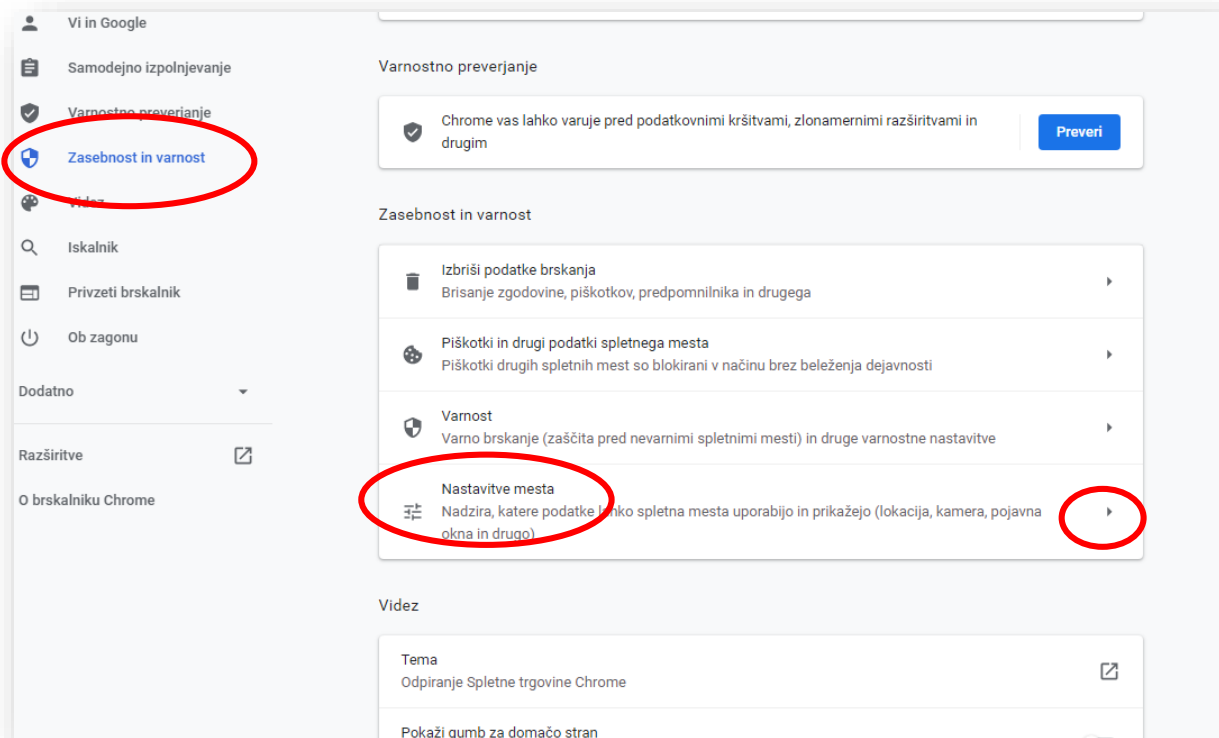 Vi in Google
Samodejno izpolnjevanje
Varnostno preverjanje
Zasebnost in varnost
Videz
Iskalnik
Privzeti brskalnik
Ob zagonu
Dodatno
Razširitve
O brskalniku Chrome
Varnostno preverjanje
Chrome vas lahko varuje pred podatkovnimi kršitvami, zlonamernimi razširitvami in
drugim
Preveri
Zasebnost in varnost
Izbriši podatke brskanja
Brisanje zgodovine, piškotkov, predpomnilnika in drugega
Piškotki in drugi podatki spletnega mesta
Piškotki drugih spletnih mest so blokirani v načinu brez beleženja dejavnosti
Varnost
Varno brskanje (zaščita pred nevarnimi spletnimi mesti) in druge varnostne nastavitve
Nastavitve mesta
Nadzira, katere podatke lahko spletna mesta uporabijo in prikažejo (lokacija, kamera, pojavna
okna in drugo)
Videz
Tema
Odpiranje Spletne trgovine Chrome
Pokaži gumb za domačo stran